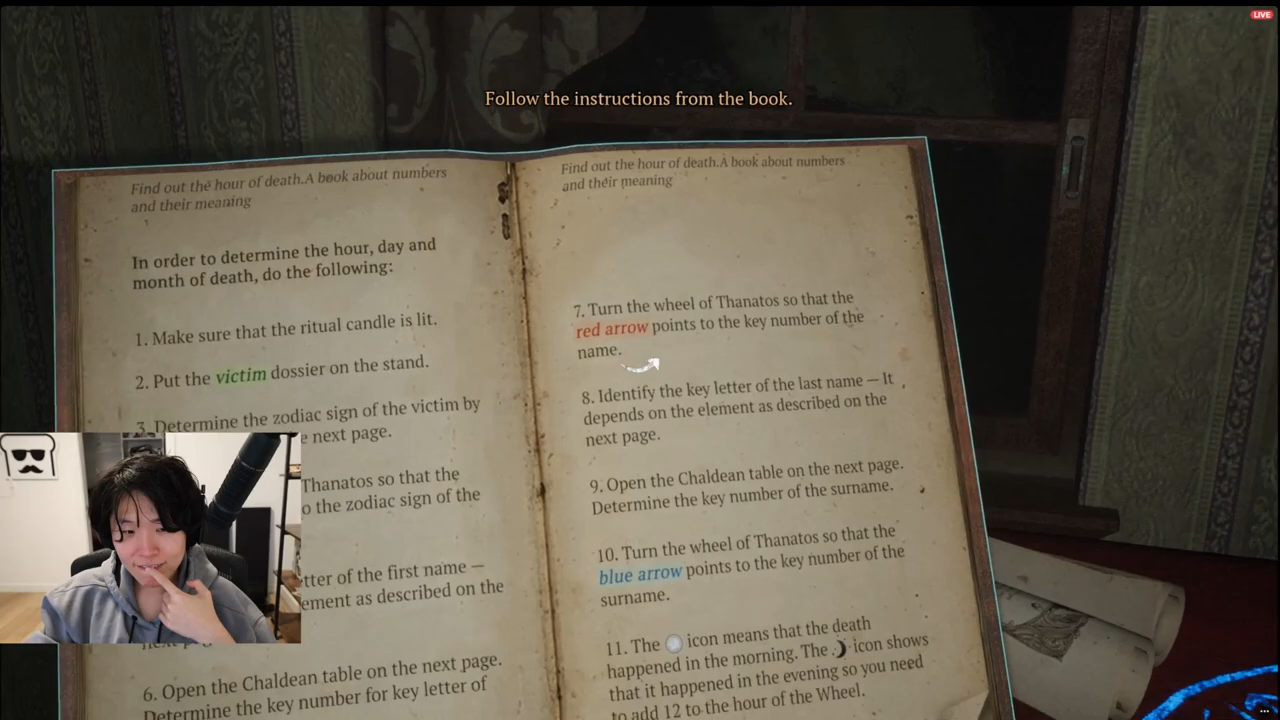 LIVE
Follow the instructions from the book.
Find out the hour of death.A book about numbers
and their meaning
In order to determine the hour, day and
month of death, do the following:
1. Make sure that the ritual candle is lit.
2. Put the victim dossier on the stand.
3. Determine the zodiac sign of the victim by
next page.
Thanatos so that the
the zodiac sign of the
of the first name —
as described on the
6. Open the Chaldean table on the next page.
Determine the key number for key letter of
Find out the hour of death.A book about numbers
and their meaning
7. Turn the wheel of Thanatos so that the
red arrow points to the key number of the
name.
8. Identify the key letter of the last name — It
depends on the element as described on the
next page.
9. Open the Chaldean table on the next page.
Determine the key number of the surname.
10. Turn the wheel of Thanatos so that the
blue arrow points to the key number of the
surname.
11. The icon means that the death
happened in the morning. The icon shows
that it happened in the evening so you need
to add 12 to the hour of the Wheel.